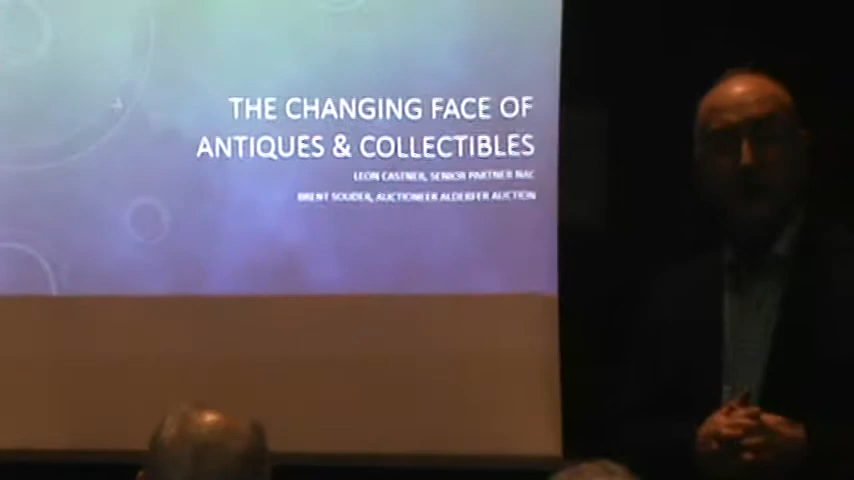 THE CHANGING FACE OF
ANTIQUES & COLLECTIBLES
LEON CASTNER, SENIOR PARTNER NAC
BRENT SOUDER, AUCTIONEER ALDERFER AUCTION